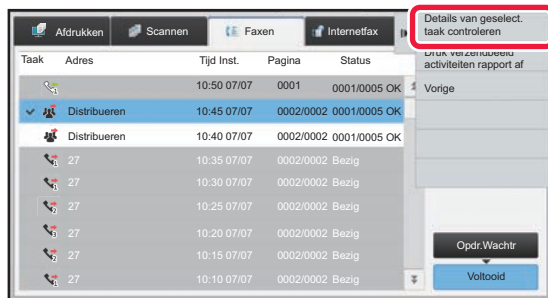 Afdrukken Scannen Faxen Internetfax
Details van geselect.
taak controleren
Druk verzendbeeld
activiteiten rapport af
Vorige
Taak Adres Tijd Inst. Pagina Status
10:50 07/07 0001 0001/0005 OK
Distribueren 10:45 07/07 0002/0002 0001/0005 OK
Distribueren 10:40 07/07 0002/0002 0001/0005 OK
27 10:35 07/07 0002/0002 Bezig
27 10:30 07/07 0002/0002 Bezig
27 10:25 07/07 0002/0002 Bezig
27 10:20 07/07 0002/0002 Bezig
27 10:15 07/07 0002/0002 Bezig
27 10:10 07/07 0002/0002 Bezig
Opdr.Wachtr
Voltooid